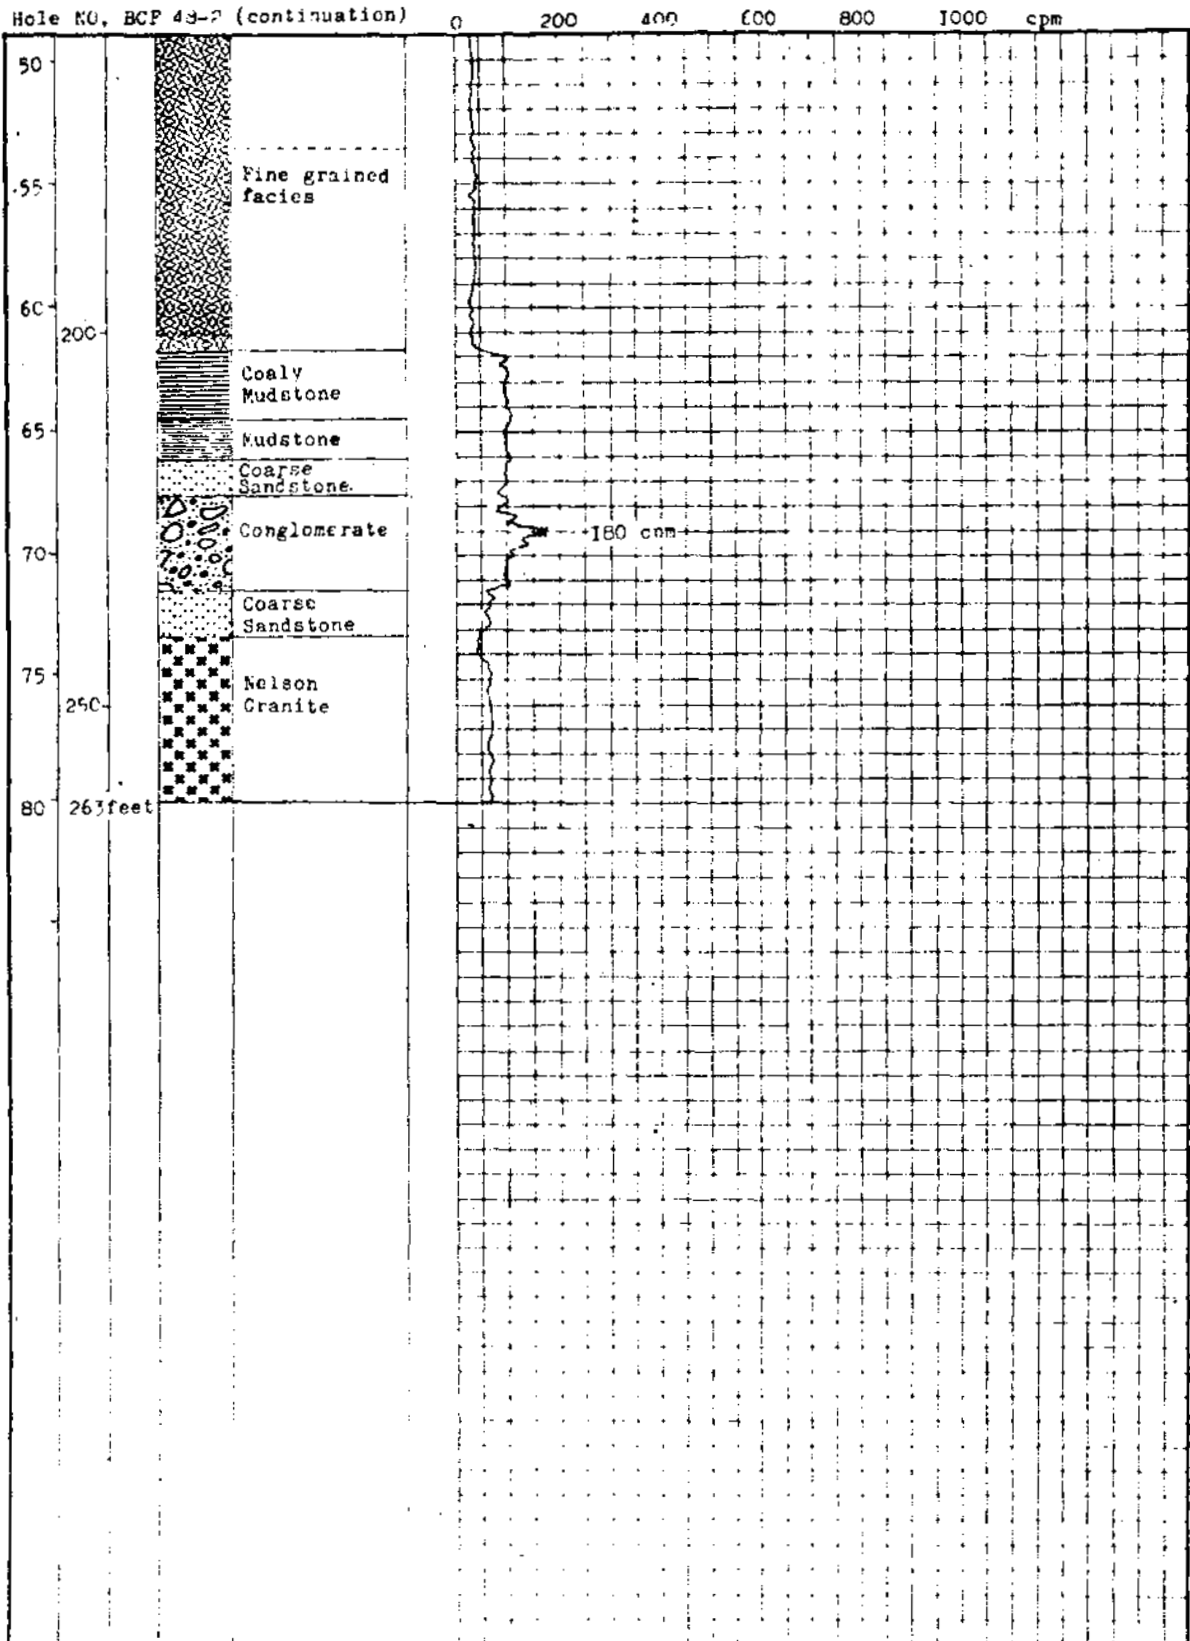 Hole NO, BCP 49-2 (continuation)
0 200 400 600 800 1000 cpm
50
Fine grained
facies
55
60
200
Coaly
Mudstone
65
Mudstone
Coarse
Sandstone
Conglomerate
180 cpm
70
Coarse
Sandstone
75
Nelson
Granite
250
80 263feet